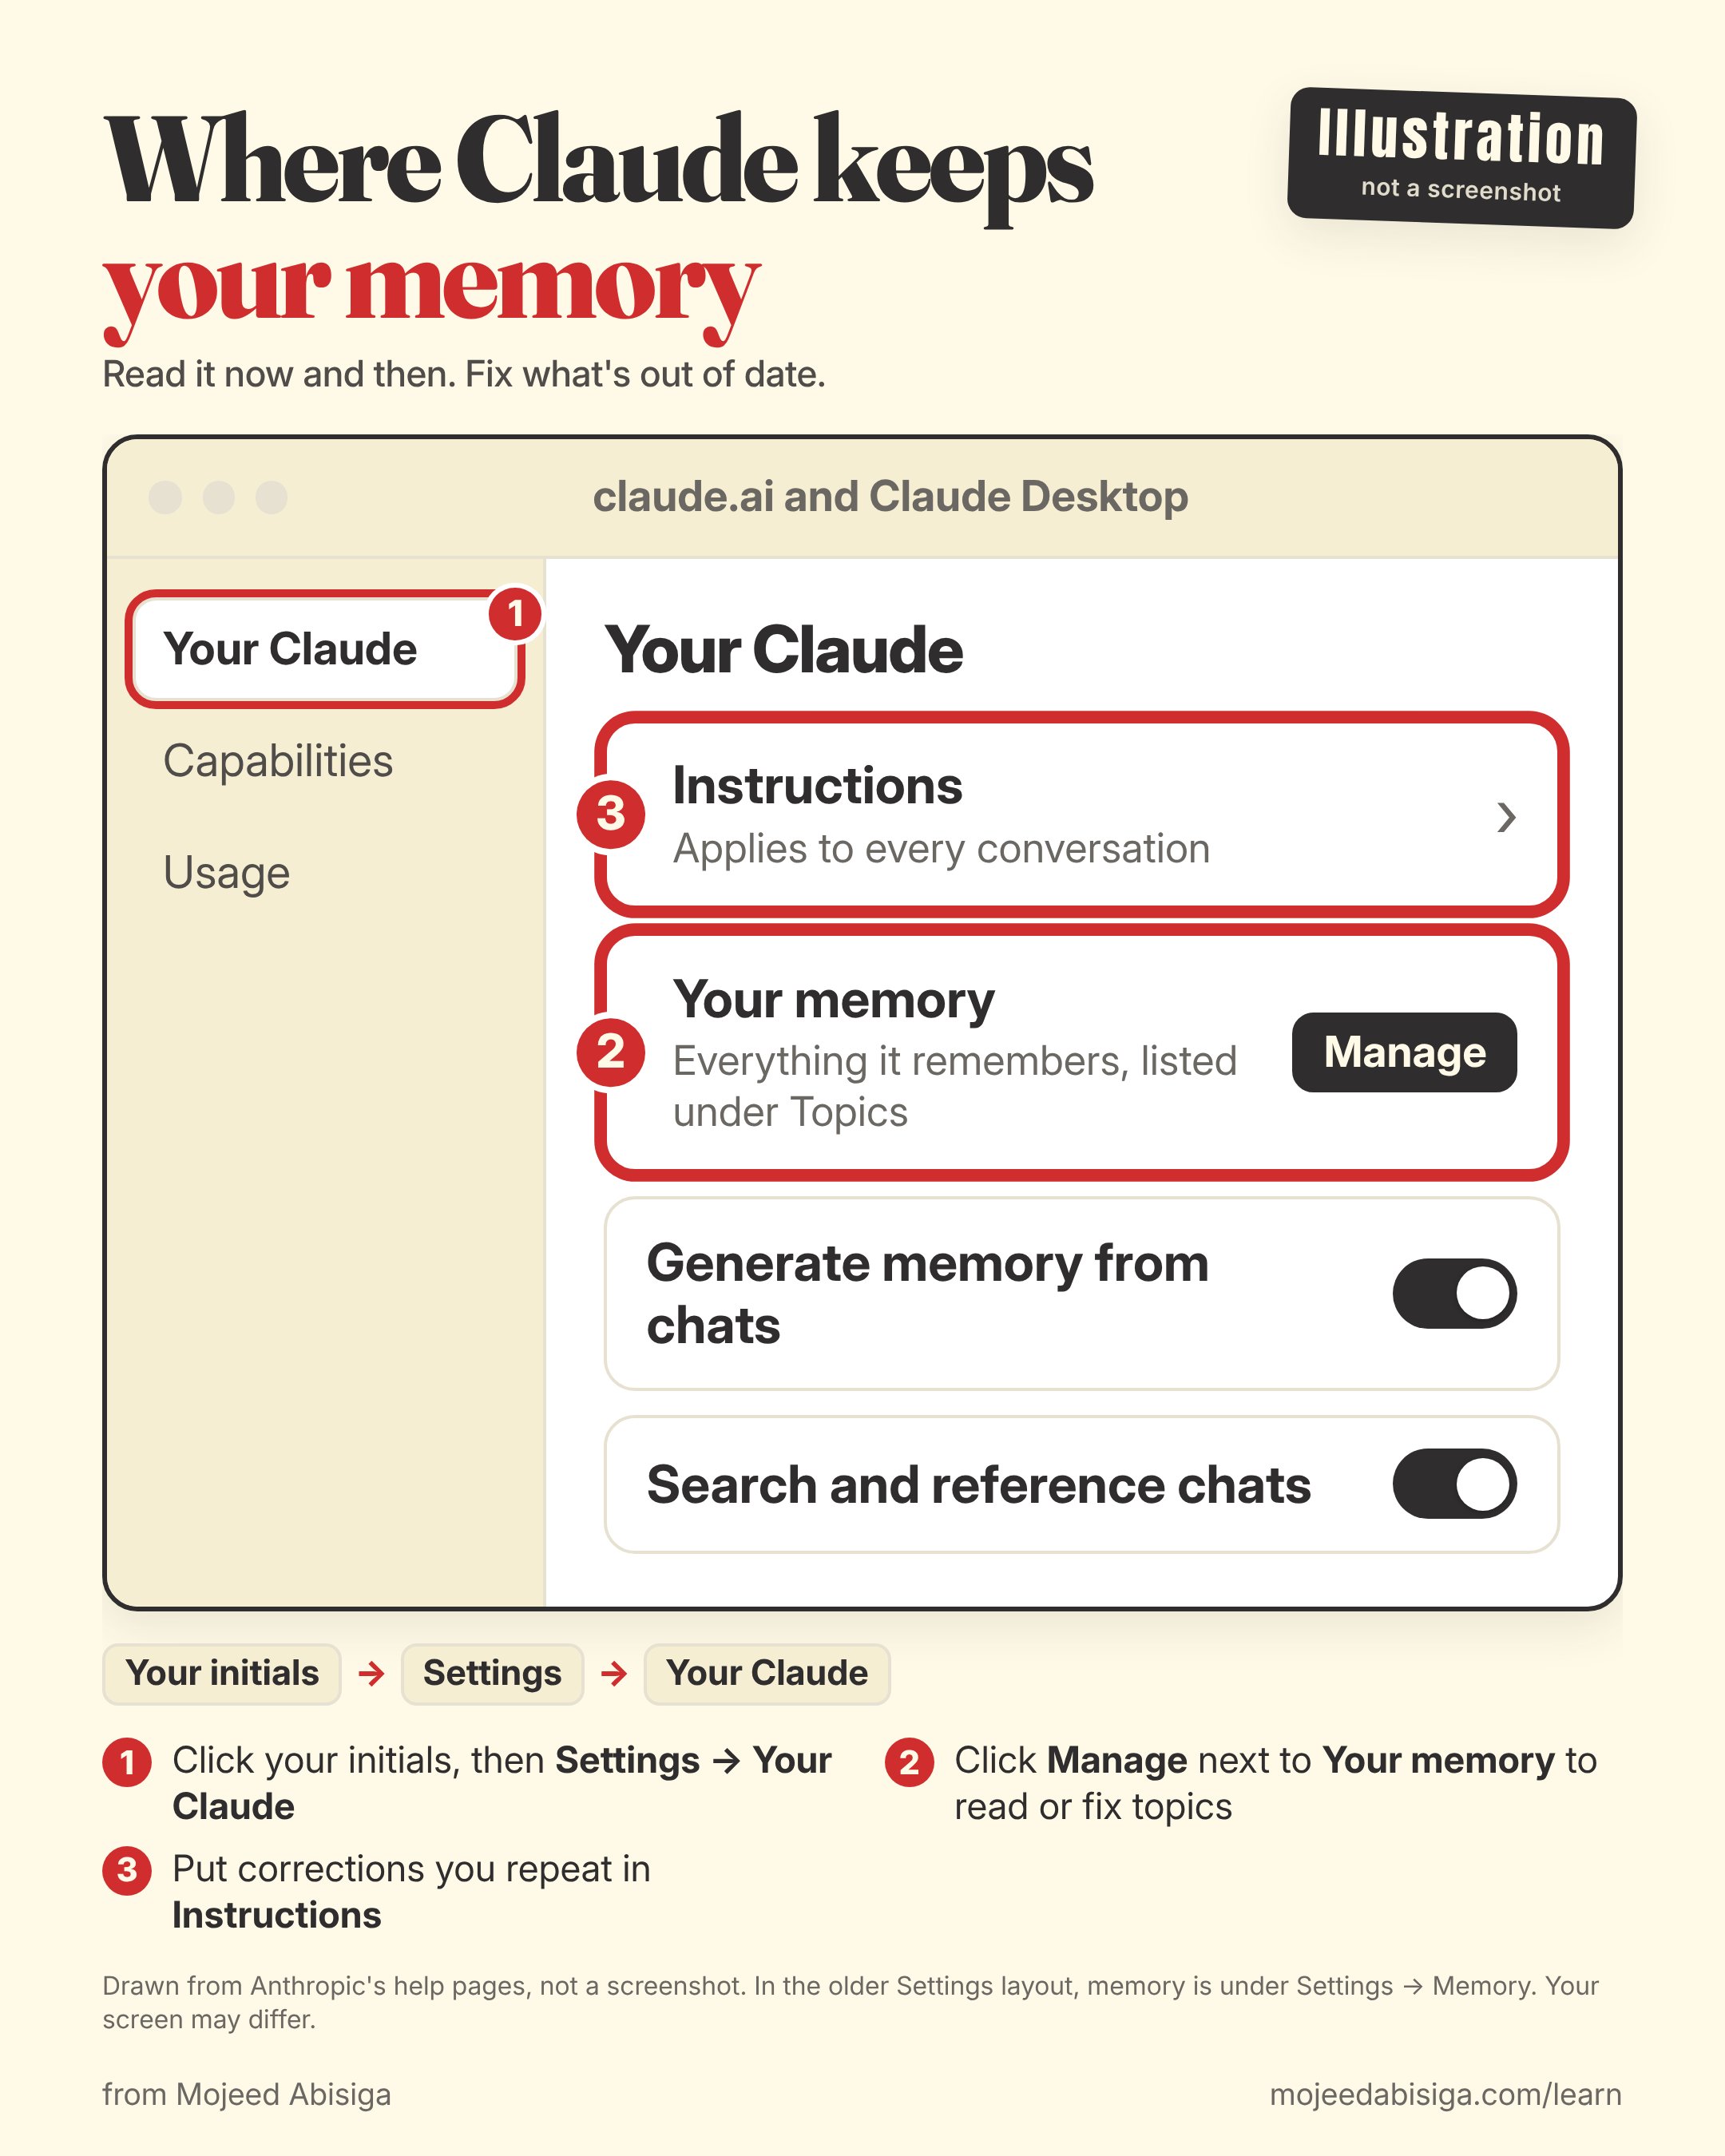 Where Claude keeps
your memory
Read it now and then. Fix what's out of date.
Illustration
not a screenshot
claude.ai and Claude Desktop
Your Claude
1
Capabilities
Usage
Your Claude
3
Instructions
Applies to every conversation
›
2
Your memory
Everything it remembers, listed
under Topics
Manage
Generate memory from
chats
Search and reference chats
Your initials → Settings → Your Claude
1 Click your initials, then Settings → Your
Claude
2 Click Manage next to Your memory to
read or fix topics
3 Put corrections you repeat in
Instructions
Drawn from Anthropic's help pages, not a screenshot. In the older Settings layout, memory is under Settings → Memory. Your
screen may differ.
from Mojeed Abisiga
mojeedabisiga.com/learn